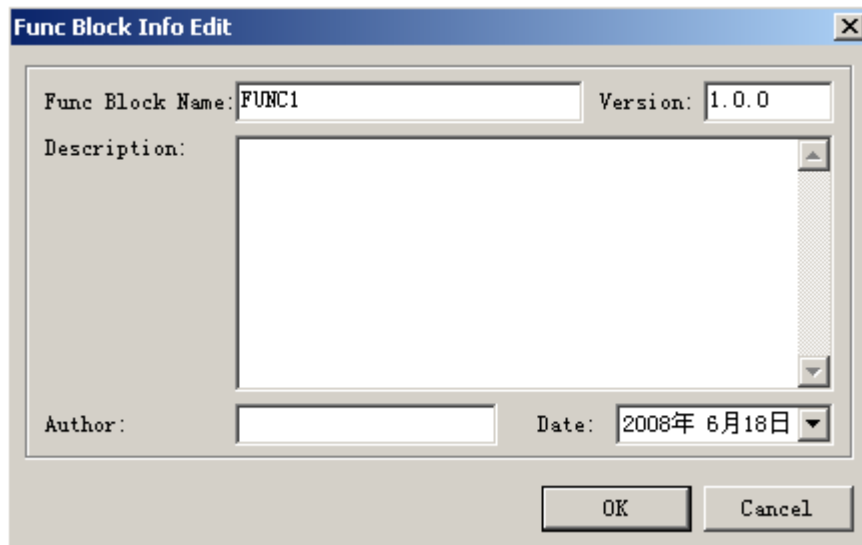 Func Block Info Edit
Func Block Name: FUNC1 Version: 1.0.0
Description:
Author: Date: 2008年 6月18日
OK Cancel